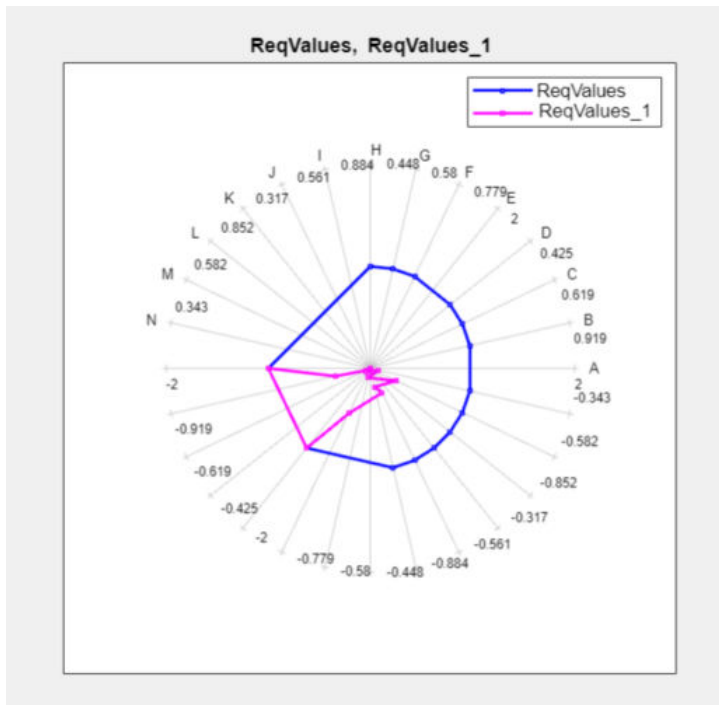 ReqValues, ReqValues_1
ReqValues
ReqValues_1
H
G
I
0.884
0.448
F
J
0.561
0.58
E
K
0.317
0.779
2
L
0.852
D
0.425
M
0.582
C
0.619
N
0.343
B
0.919
A
-2
2
-0.343
-0.919
-0.582
-0.619
-0.852
-0.425
-0.317
-2
-0.561
-0.779
-0.58
-0.448
-0.884